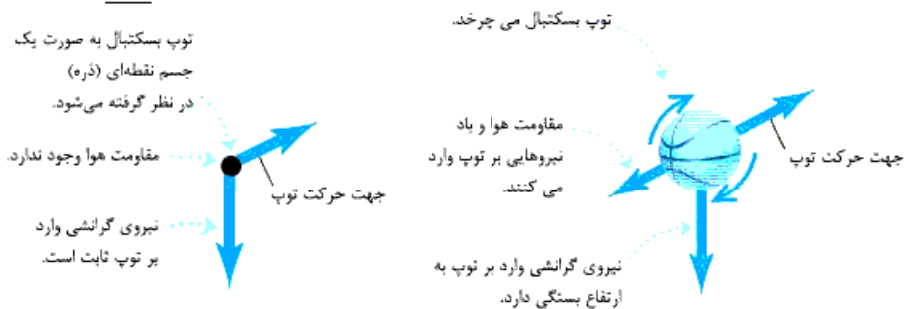 توپ بسکتبال می چرخد.
مقاومت هوا و باد
نیروهایی بر توپ وارد
می کنند.
جهت حرکت توپ
نیروی گرانشی وارد بر توپ به
ارتفاع بستگی دارد.
توپ بسکتبال به صورت یک
جسم نقطه‌ای (ذره)
در نظر گرفته می‌شود.
مقاومت هوا وجود ندارد.
جهت حرکت توپ
نیروی گرانشی وارد
بر توپ ثابت است.